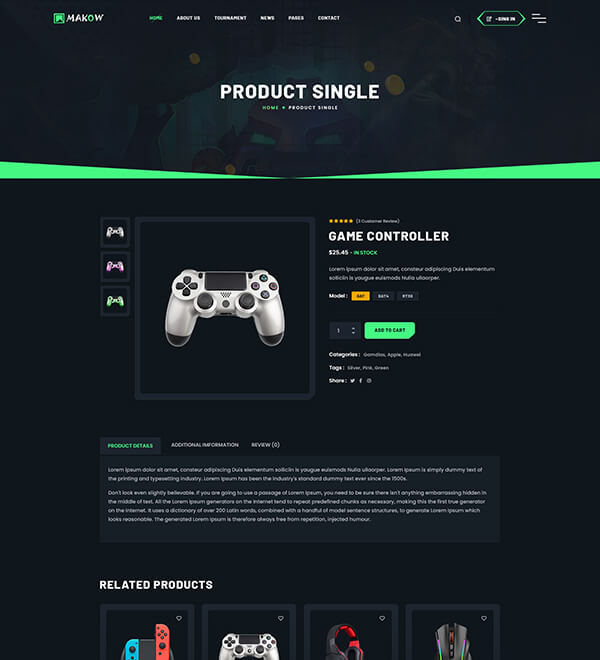 MAKOW
HOME ABOUT US TOURNAMENT NEWS PAGES CONTACT
~SING IN
PRODUCT SINGLE
HOME PRODUCT SINGLE
(3 Customer Review)
GAME CONTROLLER
$25.45 - IN STOCK
Lorem ipsum dolor sit amet, consteur adipiscing Duis elementum
sollicitin is yaugue euismods Nulla ullaorper.
Model :
Quantity 1 ADD TO CART
Categories : Gamdias, Apple, Huawei
Tags : Silver, Pink, Green
Share :
PRODUCT DETAILS ADDITIONAL IMFORMATION REVIEW (0)
Lorem ipsum dolor sit amet, consteur adipiscing Duis elementum sollicitin is yaugue euismods Nulla ullaorper. Lorem Ipsum is simply dummy text of
the printing and typesetting industry. Lorem Ipsum has been the industry's standard dummy text ever since the 1500s.
Don't look even slightly believable. If you are going to use a passage of Lorem Ipsum, you need to be sure there isn't anything embarrassing hidden in
the middle of text. All the Lorem Ipsum generators on the Internet tend to repeat predefined chunks as necessary, making this the first true generator
on the Internet. It uses a dictionary of over 200 Latin words, combined with a handful of model sentence structures, to generate Lorem Ipsum which
looks reasonable. The generated Lorem Ipsum is therefore always free from repetition, injected humour.
RELATED PRODUCTS